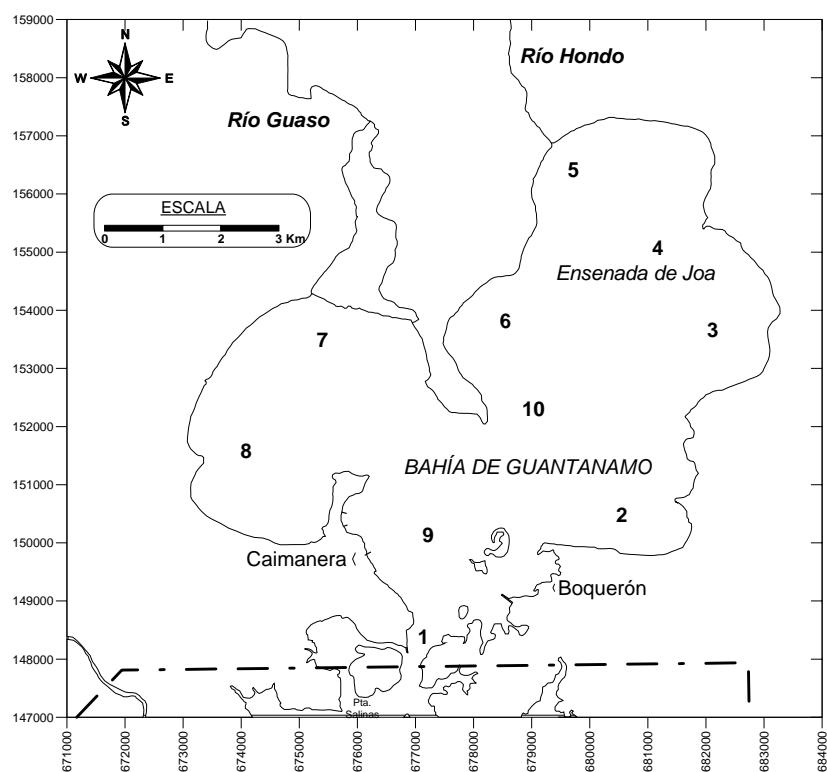 159000
158000
157000
156000
155000
154000
153000
152000
151000
150000
149000
148000
147000
N
W E
S
Río Hondo
Río Guaso
ESCALA
0 1 2 3 Km
5
4
Ensenada de Joa
6
3
7
10
8
BAHÍA DE GUANTANAMO
2
9
Caimanera
Boquerón
1
Pta.
Salinas
671000
672000
673000
674000
675000
676000
677000
678000
679000
680000
681000
682000
683000
684000